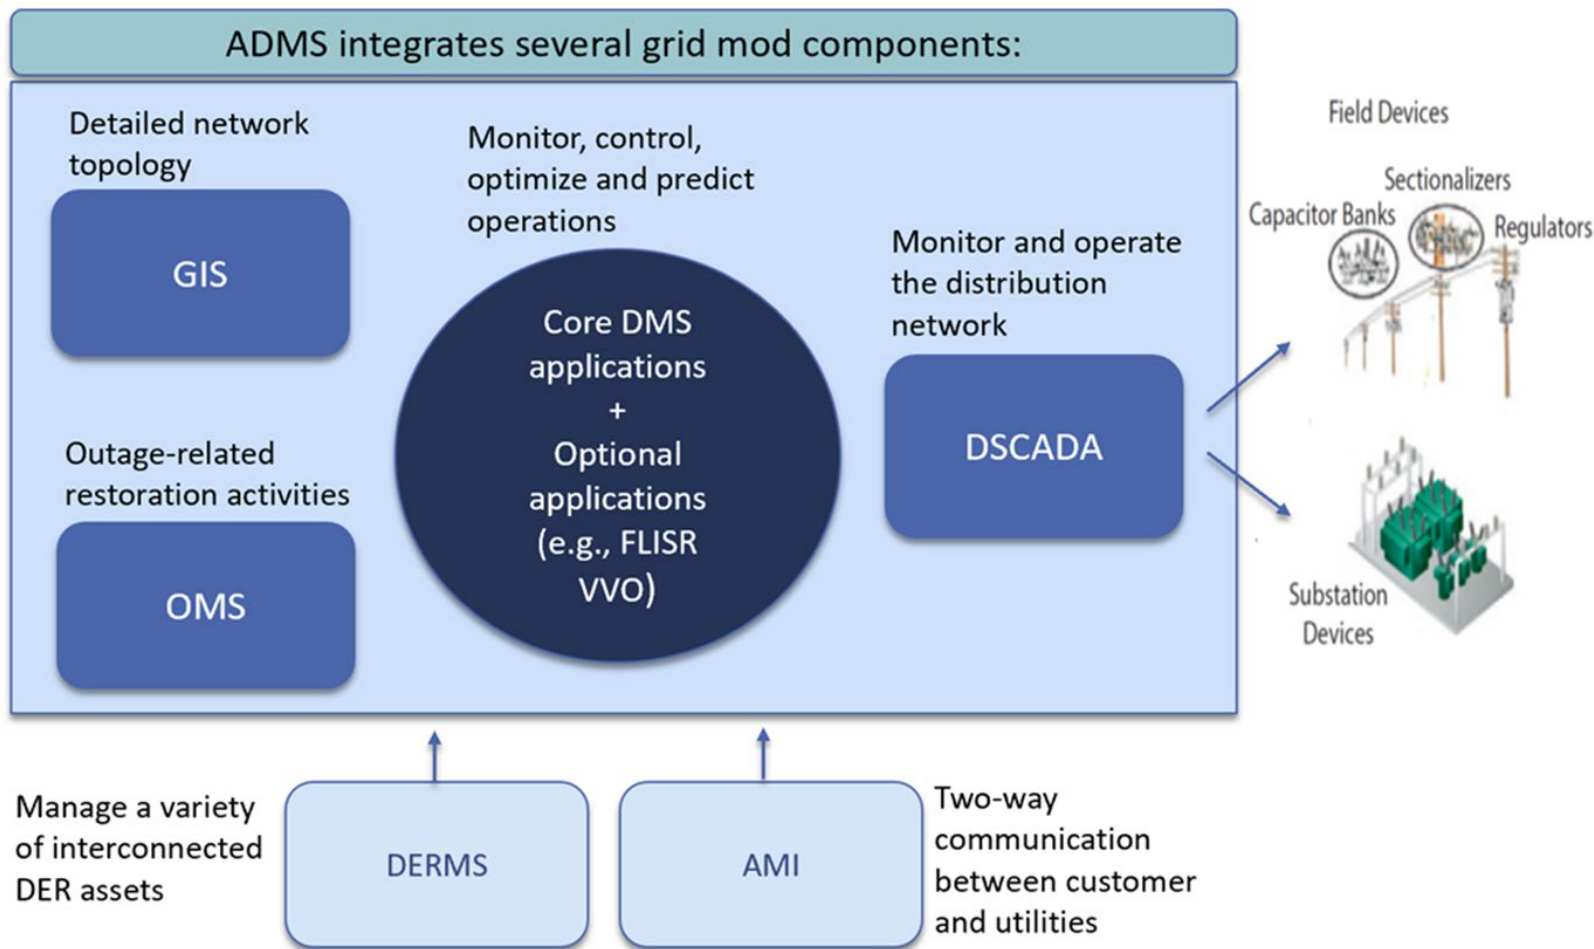 ADMS integrates several grid mod components:
Detailed network
topology
GIS
Outage-related
restoration activities
OMS
Monitor, control,
optimize and predict
operations
Core DMS
applications
+
Optional
applications
(e.g., FLISR
VVO)
Monitor and operate
the distribution
network
DSCADA
Field Devices
Sectionalizers
Capacitor Banks
Regulators
Substation
Devices
Manage a variety
of interconnected
DER assets
DERMS
AMI
Two-way
communication
between customer
and utilities